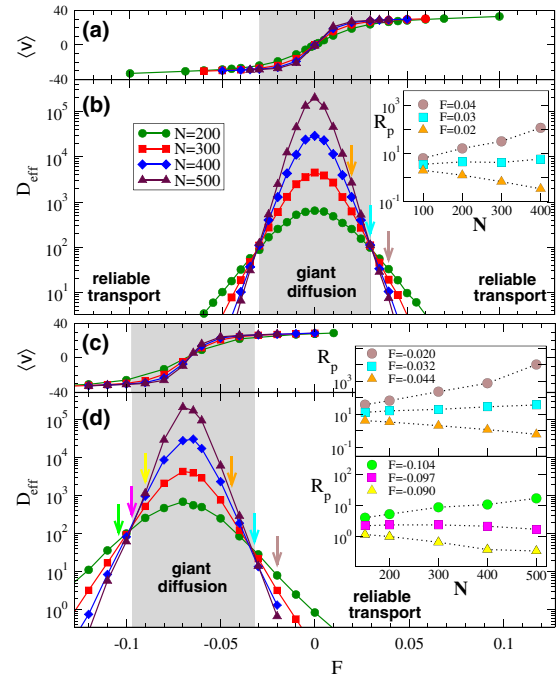 40
⟨v⟩
0
-40
(a)
(b)
10^5
10^4
10^3
10^2
10^1
D_eff
N=200
N=300
N=400
N=500
R_p
10^3
10^1
10^-1
F=0.04
F=0.03
F=0.02
100 200 300 400
N
reliable
transport
giant
diffusion
reliable
transport
40
⟨v⟩
0
-40
(c)
R_p
10^3
10^1
10^-1
F=-0.020
F=-0.032
F=-0.044
(d)
10^5
10^4
10^3
10^2
10^1
10^0
D_eff
R_p
10^2
10^0
F=-0.104
F=-0.097
F=-0.090
200 300 400 500
N
giant
diffusion
reliable
transport
-0.1 -0.05 0 0.05 0.1
F